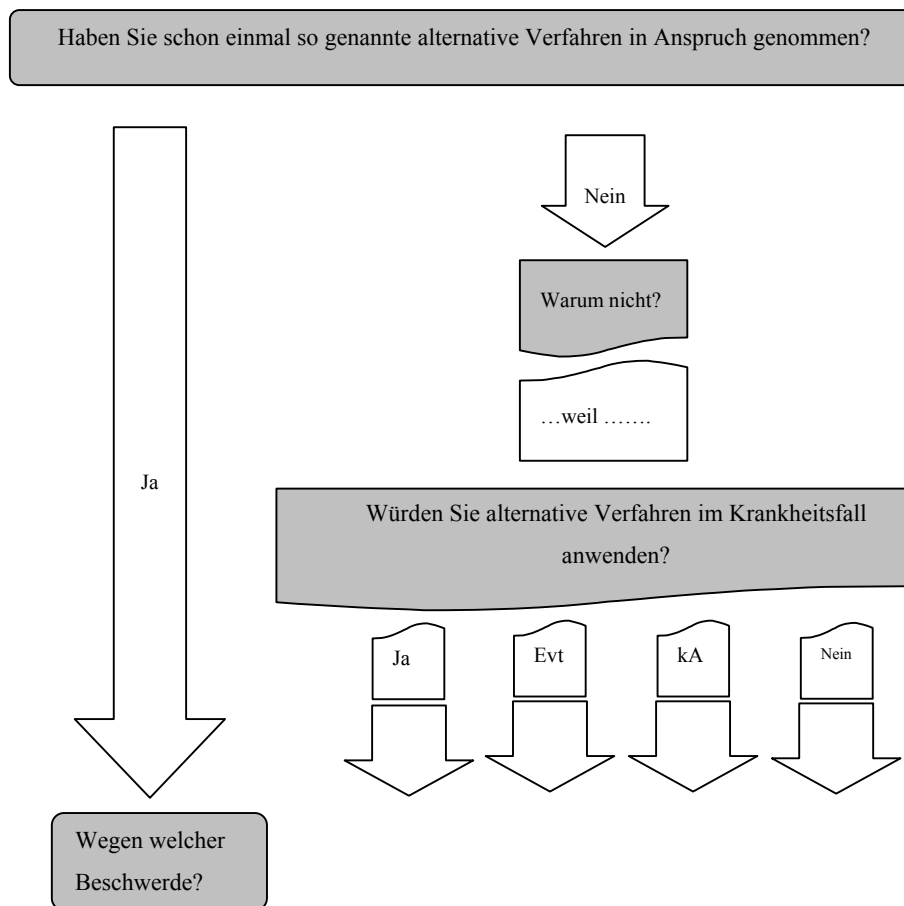 Haben Sie schon einmal so genannte alternative Verfahren in Anspruch genommen?
Nein
Warum nicht?
…weil …….
Ja
Würden Sie alternative Verfahren im Krankheitsfall
anwenden?
Ja
Evt
kA
Nein
Wegen welcher
Beschwerde?